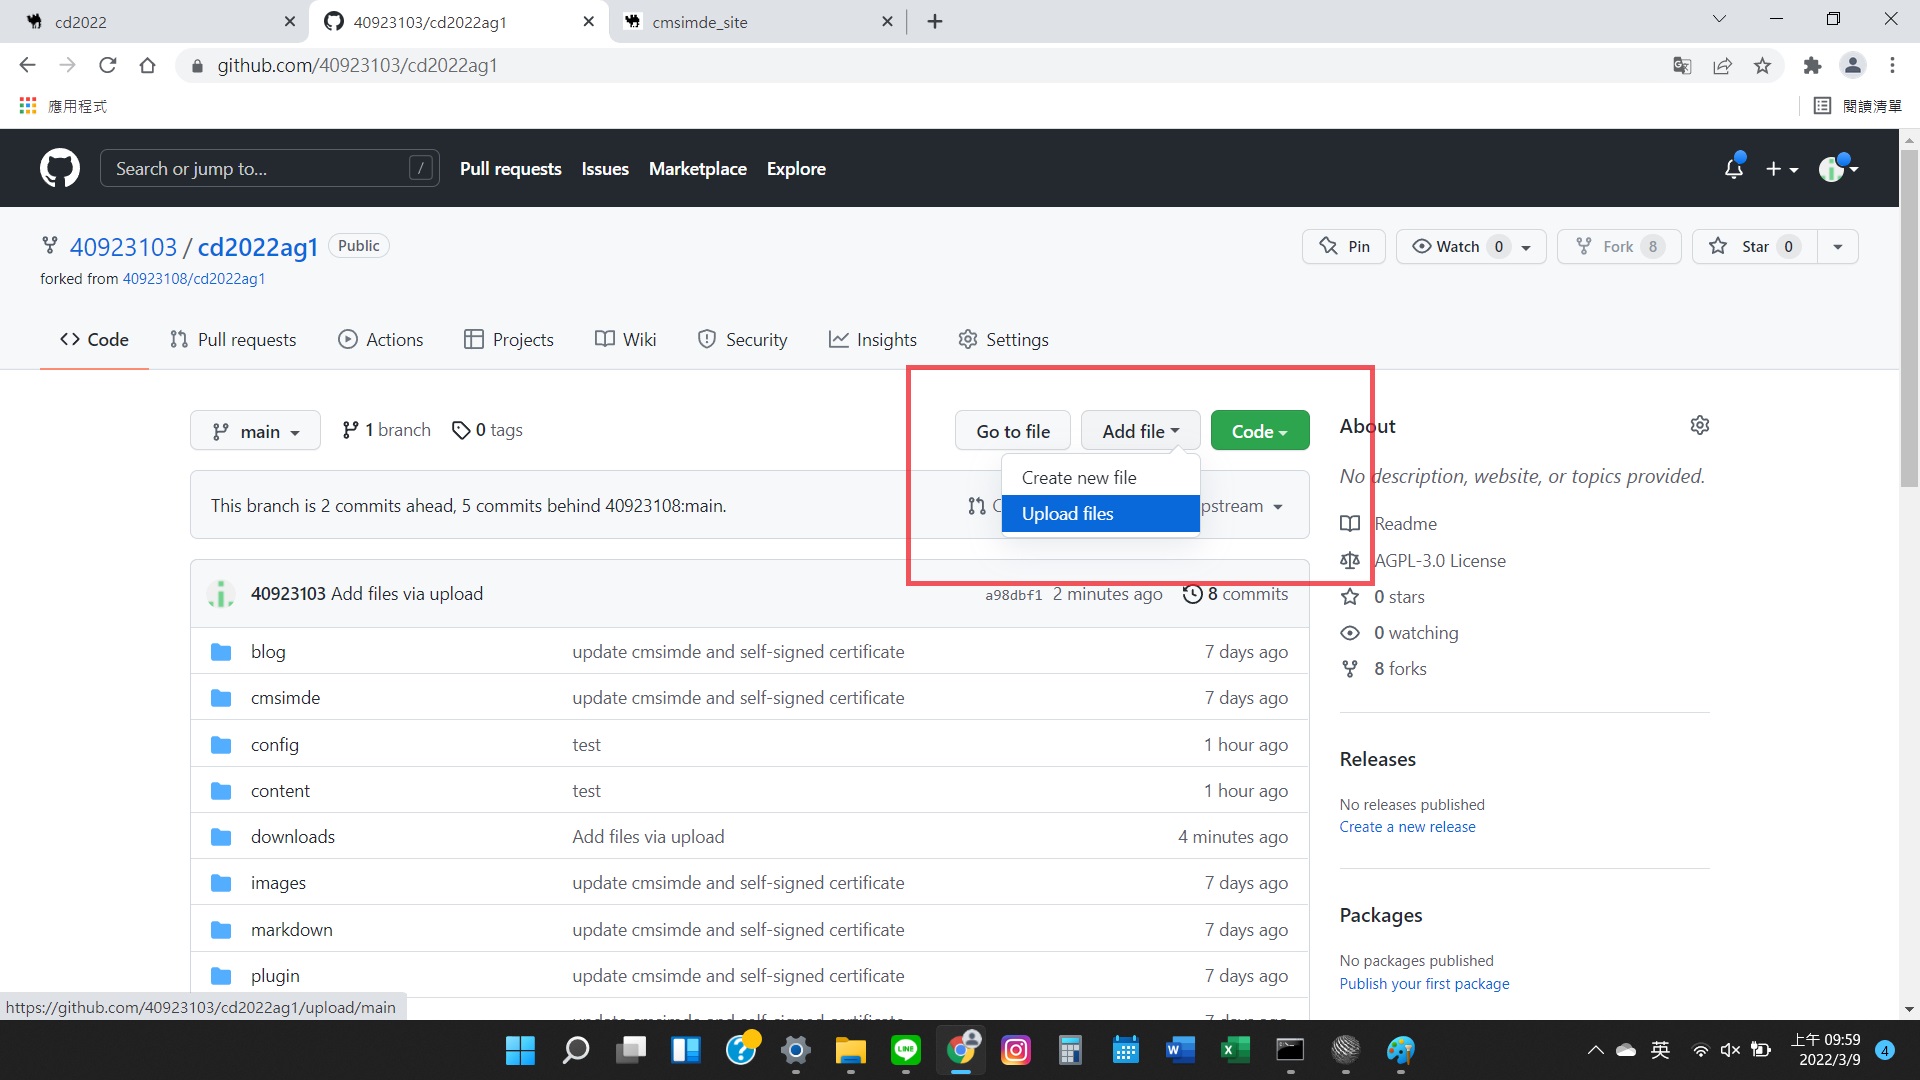 cd2022
40923103/cd2022ag1
cmsimde_site
github.com/40923103/cd2022ag1
應用程式
閱讀清單
Search or jump to...
/
Pull requests
Issues
Marketplace
Explore
40923103 / cd2022ag1
Public
forked from 40923108/cd2022ag1
Pin
Watch 0
Fork 8
Star 0
Code
Pull requests
Actions
Projects
Wiki
Security
Insights
Settings
main
1 branch
0 tags
Go to file
Add file
Code
Create new file
Upload files
This branch is 2 commits ahead, 5 commits behind 40923108:main.
C
pstream
40923103 Add files via upload
a98dbf1 2 minutes ago
8 commits
blog update cmsimde and self-signed certificate 7 days ago
cmsimde update cmsimde and self-signed certificate 7 days ago
config test 1 hour ago
content test 1 hour ago
downloads Add files via upload 4 minutes ago
images update cmsimde and self-signed certificate 7 days ago
markdown update cmsimde and self-signed certificate 7 days ago
plugin update cmsimde and self-signed certificate 7 days ago
update cmsimde and self-signed certificate 7 days ago
About
No description, website, or topics provided.
Readme
AGPL-3.0 License
0 stars
0 watching
8 forks
Releases
No releases published
Create a new release
Packages
No packages published
Publish your first package
https://github.com/40923103/cd2022ag1/upload/main
LINE
英
上午 09:59
2022/3/9
4